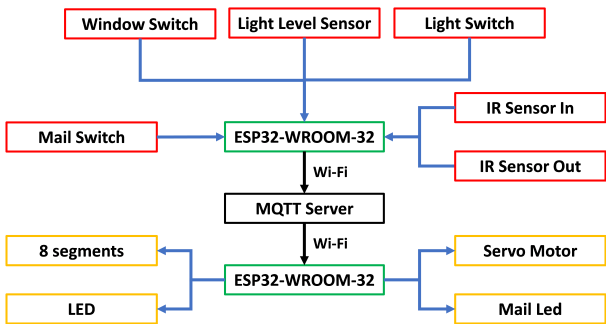 Window Switch
Light Level Sensor
Light Switch
IR Sensor In
Mail Switch
ESP32-WROOM-32
IR Sensor Out
Wi-Fi
MQTT Server
Wi-Fi
8 segments
Servo Motor
ESP32-WROOM-32
LED
Mail Led